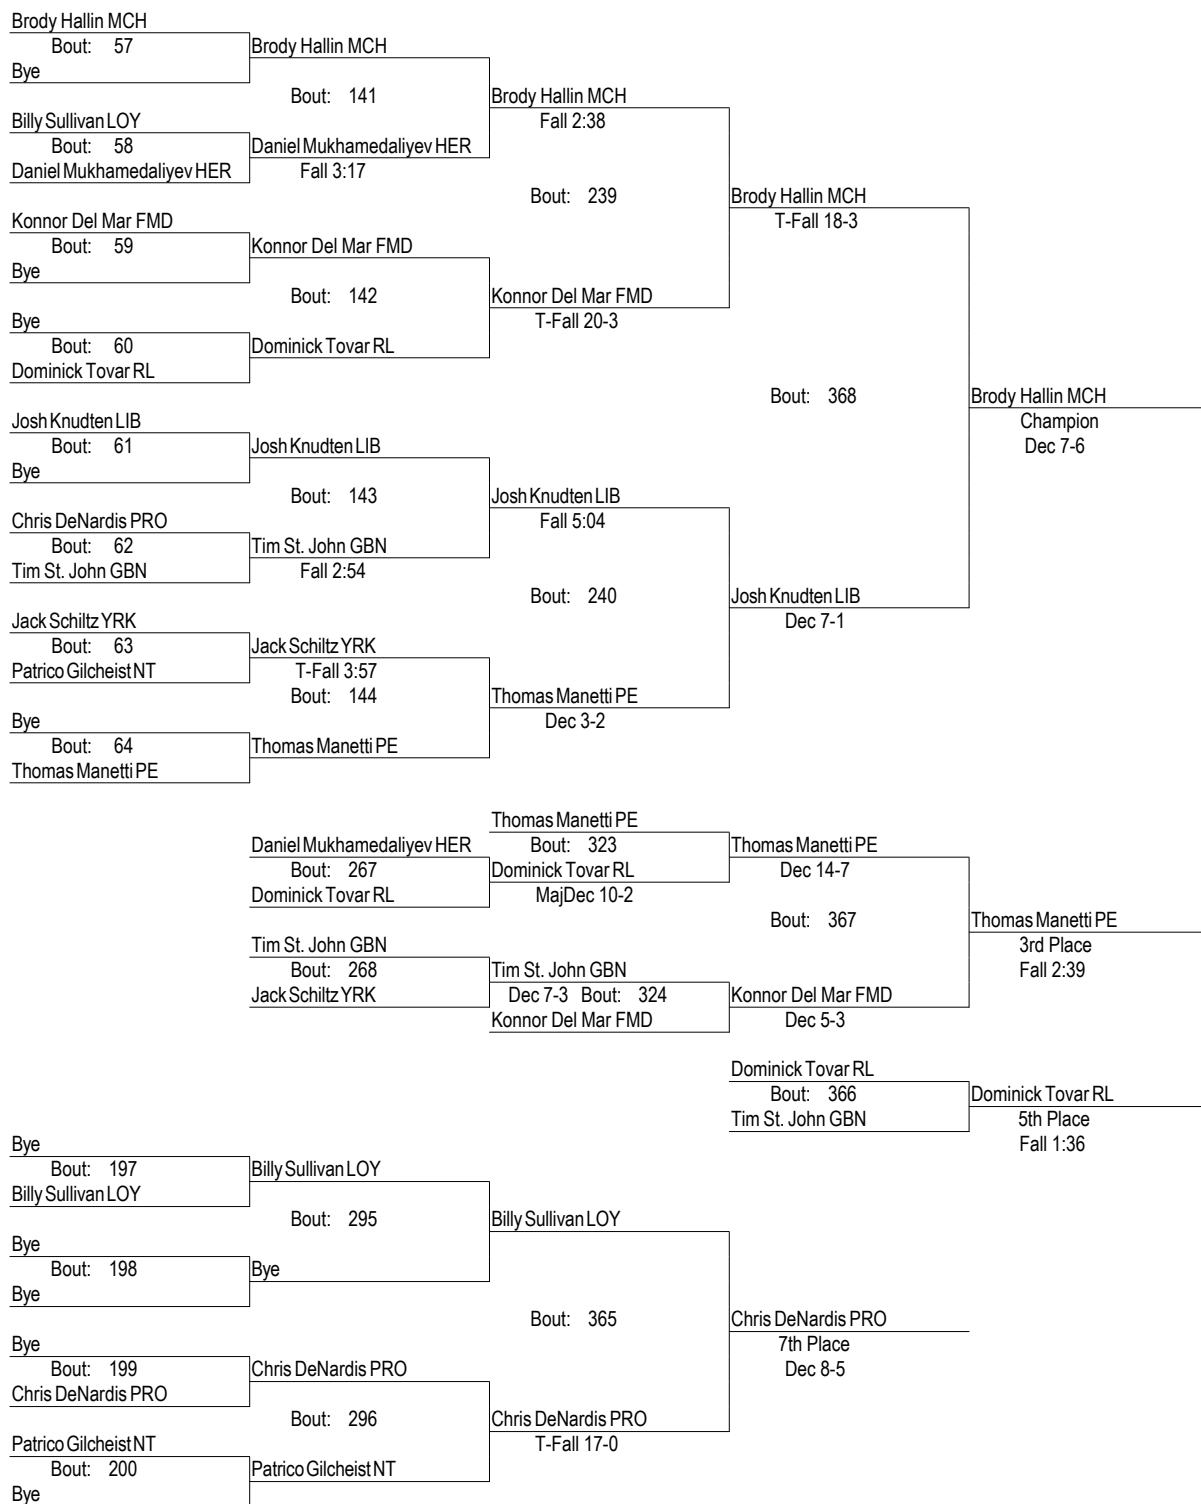 Brody Hallin MCH
Bout: 57
Brody Hallin MCH
Bye
Bout: 141
Brody Hallin MCH
Billy Sullivan LOY
Fall 2:38
Bout: 58
Daniel Mukhamedaliyev HER
Daniel Mukhamedaliyev HER
Fall 3:17
Bout: 239
Brody Hallin MCH
Konnor Del Mar FMD
T-Fall 18-3
Bout: 59
Konnor Del Mar FMD
Bye
Bout: 142
Konnor Del Mar FMD
Bye
T-Fall 20-3
Bout: 60
Dominick Tovar RL
Dominick Tovar RL
Bout: 368
Brody Hallin MCH
Josh Knudten LIB
Champion
Bout: 61
Josh Knudten LIB
Dec 7-6
Bye
Bout: 143
Josh Knudten LIB
Chris DeNardis PRO
Fall 5:04
Bout: 62
Tim St. John GBN
Tim St. John GBN
Fall 2:54
Bout: 240
Josh Knudten LIB
Jack Schiltz YRK
Dec 7-1
Bout: 63
Jack Schiltz YRK
Patrico Gilcheist NT
T-Fall 3:57
Bout: 144
Thomas Manetti PE
Bye
Dec 3-2
Bout: 64
Thomas Manetti PE
Thomas Manetti PE
Thomas Manetti PE
Daniel Mukhamedaliyev HER
Bout: 323
Thomas Manetti PE
Bout: 267
Dominick Tovar RL
Dec 14-7
Dominick Tovar RL
MajDec 10-2
Bout: 367
Thomas Manetti PE
Tim St. John GBN
3rd Place
Bout: 268
Tim St. John GBN
Fall 2:39
Jack Schiltz YRK
Dec 7-3 Bout: 324
Konnor Del Mar FMD
Konnor Del Mar FMD
Dec 5-3
Dominick Tovar RL
Bout: 366
Dominick Tovar RL
Tim St. John GBN
5th Place
Fall 1:36
Bye
Bout: 197
Billy Sullivan LOY
Billy Sullivan LOY
Bout: 295
Billy Sullivan LOY
Bye
Bout: 198
Bye
Bye
Bout: 365
Chris DeNardis PRO
Bye
7th Place
Bout: 199
Chris DeNardis PRO
Dec 8-5
Chris DeNardis PRO
Bout: 296
Chris DeNardis PRO
Patrico Gilcheist NT
T-Fall 17-0
Bout: 200
Patrico Gilcheist NT
Bye